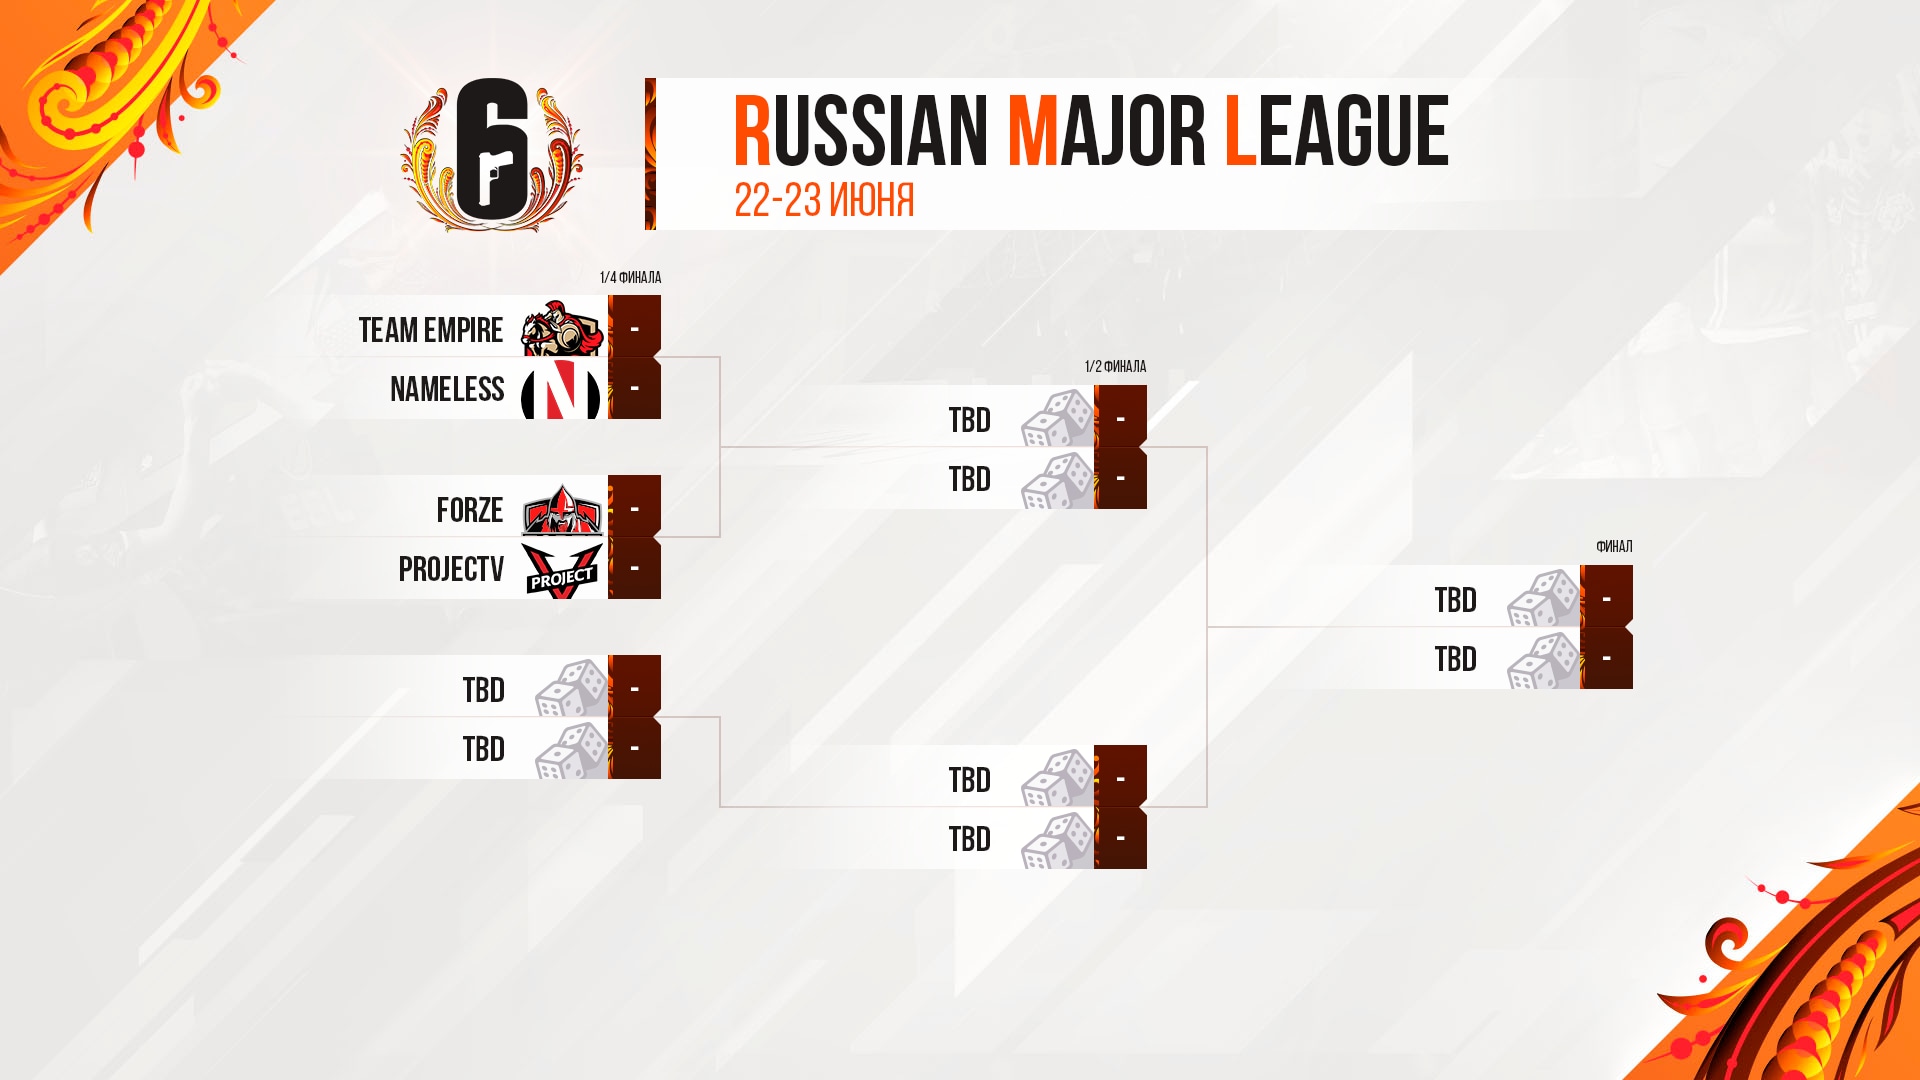 RUSSIAN MAJOR LEAGUE
22-23 ИЮНЯ
1/4 ФИНАЛА
TEAM EMPIRE -
NAMELESS N -
FORZE -
PROJECTV PROJECT -
TBD -
TBD -
1/2 ФИНАЛА
TBD -
TBD -
TBD -
TBD -
ФИНАЛ
TBD -
TBD -